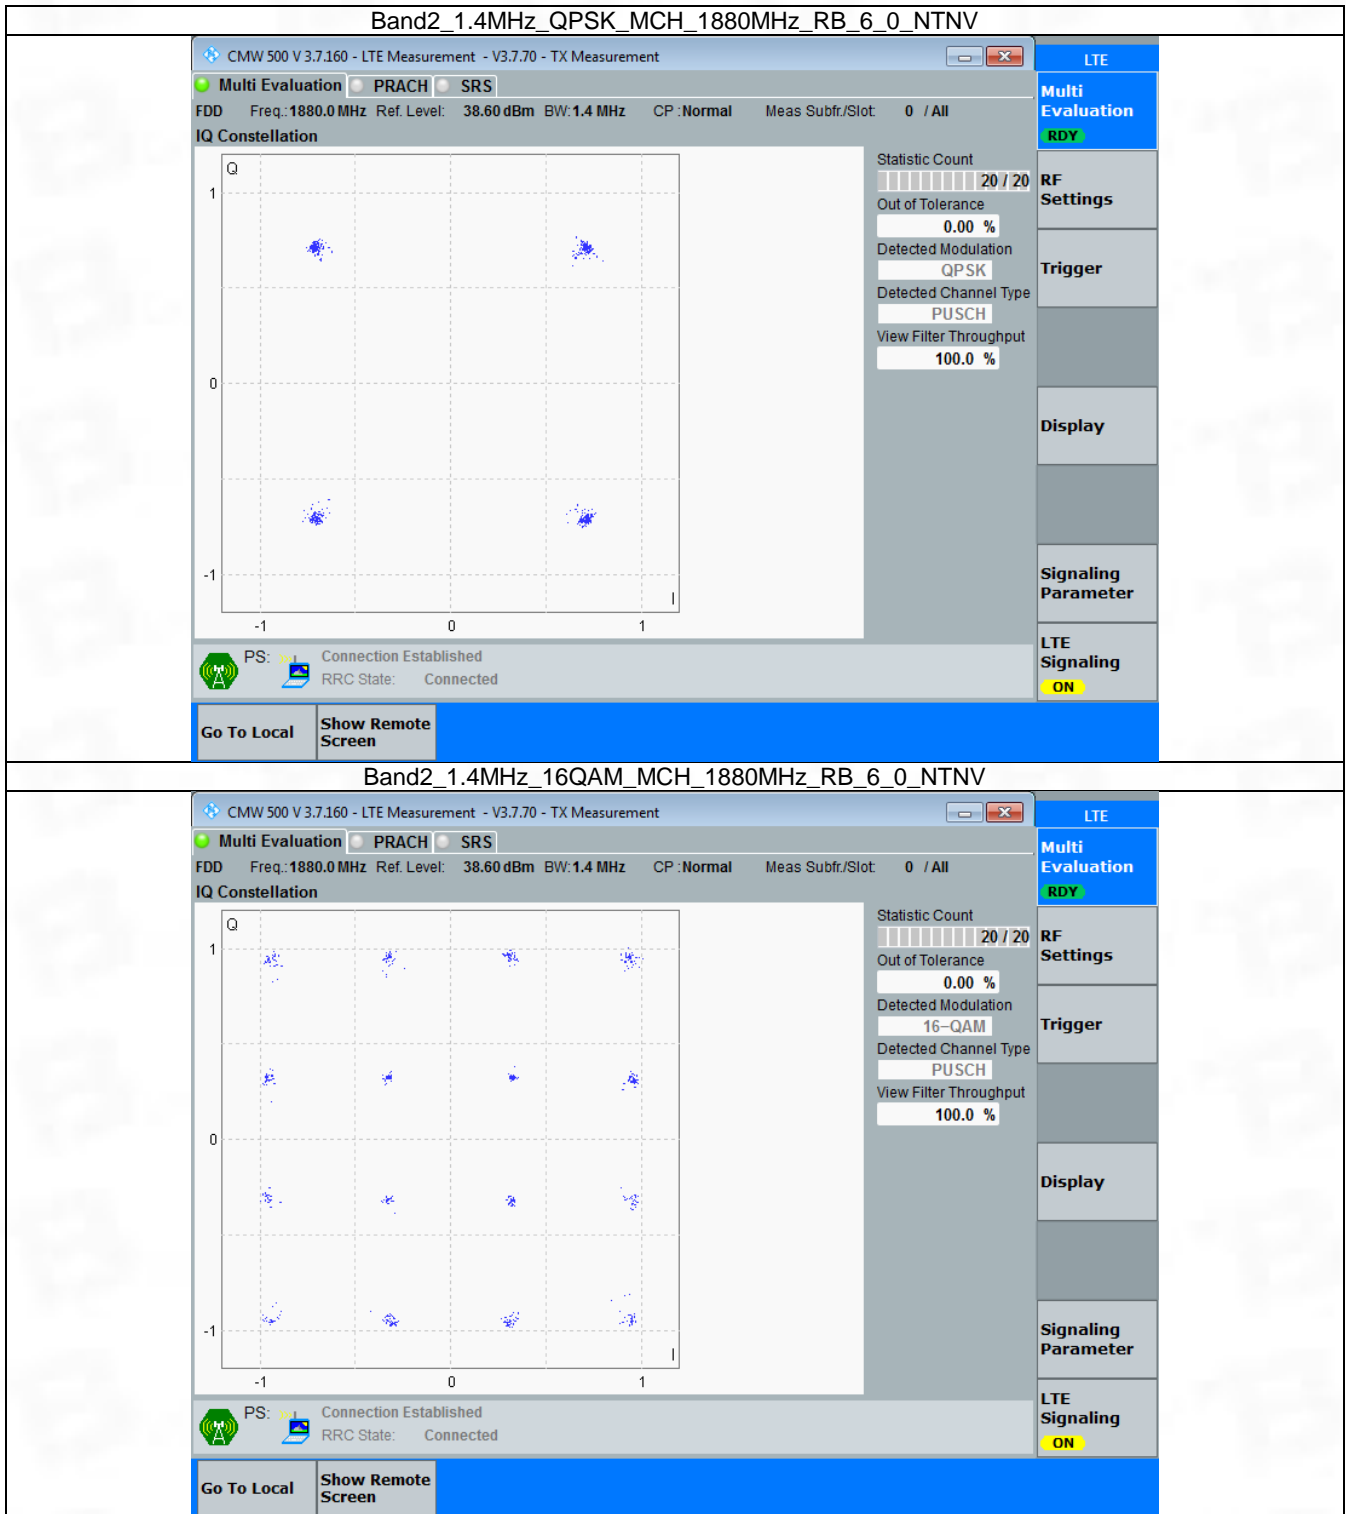 Band2_1.4MHz_QPSK_MCH_1880MHz_RB_6_0_NTNV
CMW 500 V 3.7.160 - LTE Measurement - V3.7.70 - TX Measurement
LTE
Multi Evaluation PRACH SRS
Multi
Evaluation
RDY
FDD Freq.: 1880.0 MHz Ref. Level: 38.60 dBm BW: 1.4 MHz CP : Normal Meas Subfr./Slot: 0 / All
IQ Constellation
Q
1
0
-1
I
-1 0 1
Statistic Count
20 / 20
Out of Tolerance
0.00 %
Detected Modulation
QPSK
Detected Channel Type
PUSCH
View Filter Throughput
100.0 %
RF
Settings
Trigger
Display
Signaling
Parameter
LTE
Signaling
ON
PS: Connection Established
RRC State: Connected
Go To Local
Show Remote
Screen
Band2_1.4MHz_16QAM_MCH_1880MHz_RB_6_0_NTNV
CMW 500 V 3.7.160 - LTE Measurement - V3.7.70 - TX Measurement
LTE
Multi Evaluation PRACH SRS
Multi
Evaluation
RDY
FDD Freq.: 1880.0 MHz Ref. Level: 38.60 dBm BW: 1.4 MHz CP : Normal Meas Subfr./Slot: 0 / All
IQ Constellation
Q
1
0
-1
I
-1 0 1
Statistic Count
20 / 20
Out of Tolerance
0.00 %
Detected Modulation
16-QAM
Detected Channel Type
PUSCH
View Filter Throughput
100.0 %
RF
Settings
Trigger
Display
Signaling
Parameter
LTE
Signaling
ON
PS: Connection Established
RRC State: Connected
Go To Local
Show Remote
Screen